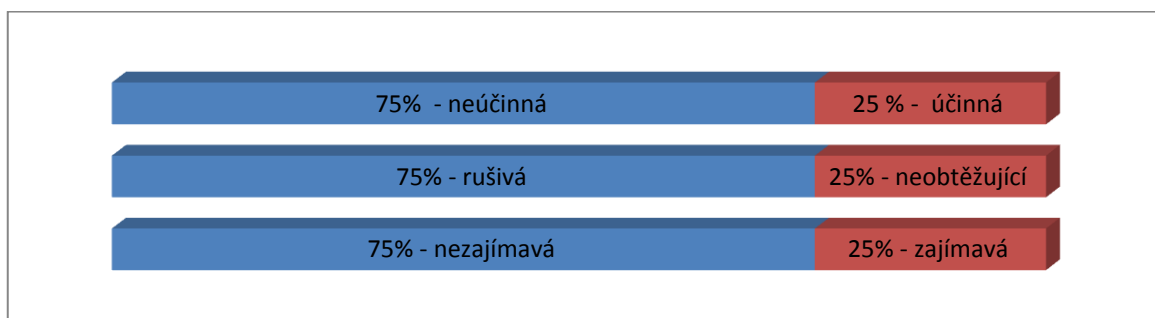 75% - neúčinná 25 % - účinná
75% - rušivá 25% - neobtěžující
75% - nezajímavá 25% - zajímavá